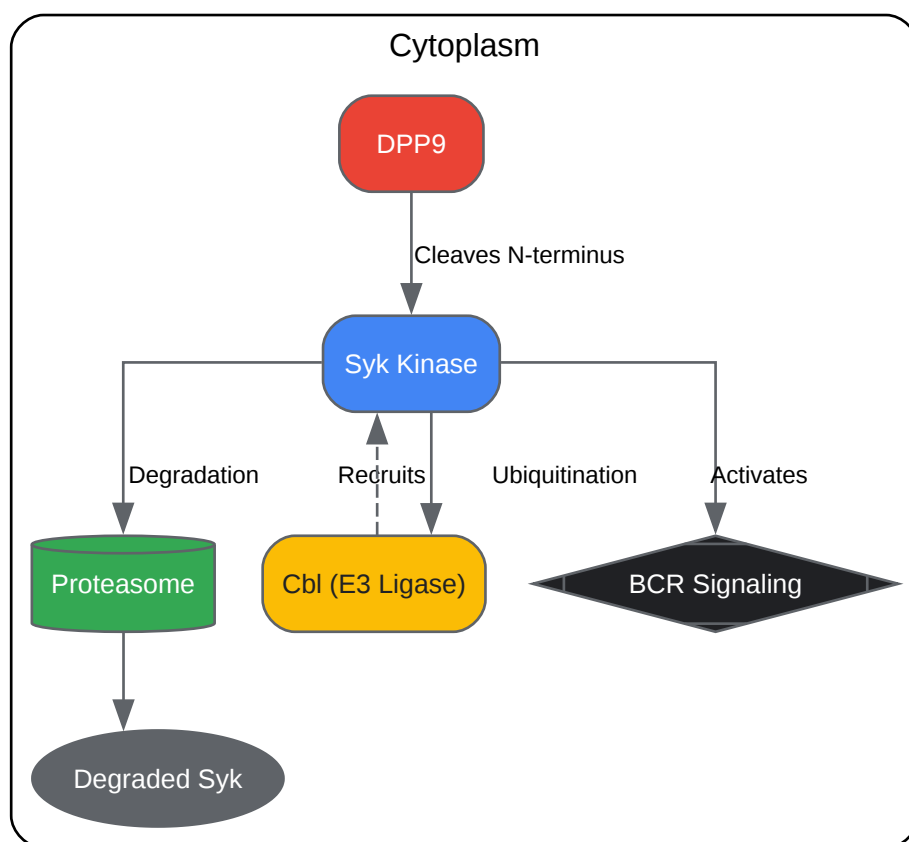 Cytoplasm
DPP9
Cleaves N-terminus
Syk Kinase
Degradation
Recruits
Ubiquitination
Activates
Proteasome
Cbl (E3 Ligase)
BCR Signaling
Degraded Syk